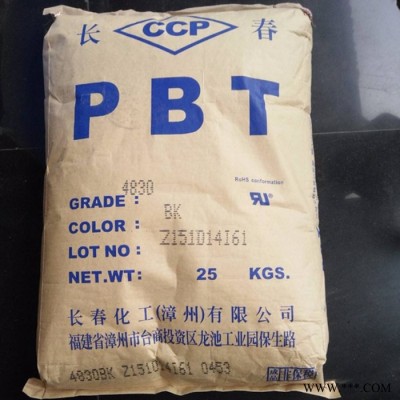 长 CCP 春
PBT
RoHS conformation
GRADE: 4830
COLOR: BK
LOT NO: Z151D14I61
NET.WT: 25 KGS.
长春化工(漳州)有限公司
福建省漳州市台商投资区龙池工业园保生路
4830BK Z151D14I61 0453
www.***.COM